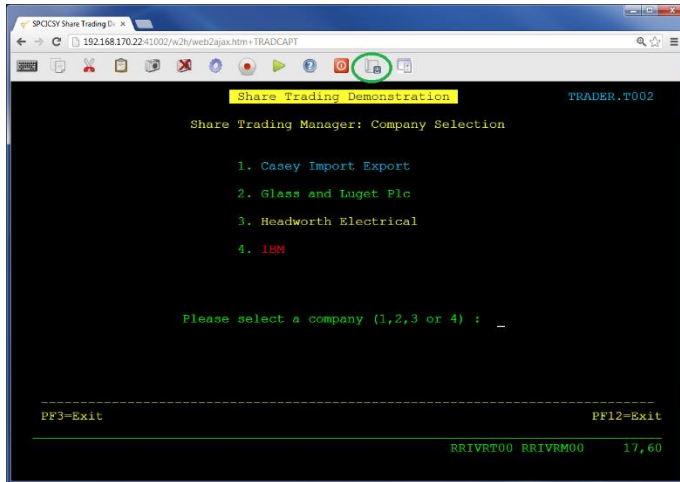 SPCICSY Share Trading De
192.168.170.22:41002/w2h/web2ajax.htm+TRADCAPT
Share Trading Demonstration TRADER.T002
Share Trading Manager: Company Selection
1. Casey Import Export
2. Glass and Luget Plc
3. Headworth Electrical
4. IBM
Please select a company (1,2,3 or 4) : _
PF3=Exit PF12=Exit
RRIVRT00 RRIVRM00 17,60